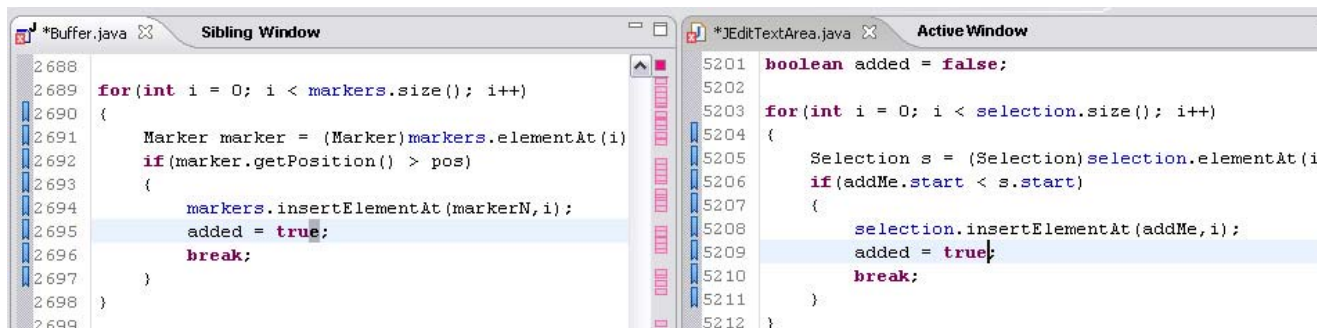 *Buffer.java Sibling Window
2688
2689 for(int i = 0; i < markers.size(); i++)
2690 {
2691 Marker marker = (Marker)markers.elementAt(i)
2692 if(marker.getPosition() > pos)
2693 {
2694 markers.insertElementAt(markerN,i);
2695 added = true;
2696 break;
2697 }
2698 }
2699
*JEditTextArea.java Active Window
5201 boolean added = false;
5202
5203 for(int i = 0; i < selection.size(); i++)
5204 {
5205 Selection s = (Selection)selection.elementAt(i
5206 if(addMe.start < s.start)
5207 {
5208 selection.insertElementAt(addMe,i);
5209 added = true;
5210 break;
5211 }
5212 }